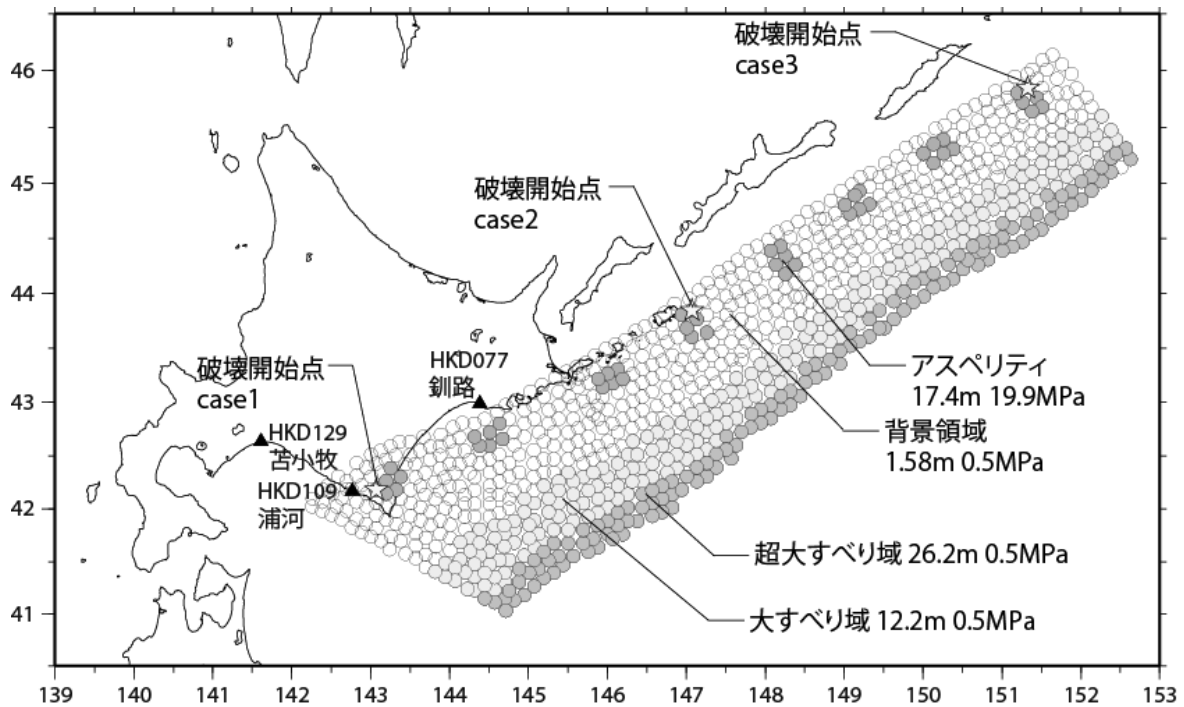 破壊開始点
case3
破壊開始点
case2
HKD077
釧路
破壊開始点
case1
HKD129
苫小牧
HKD109
浦河
アスペリティ
17.4m 19.9MPa
背景領域
1.58m 0.5MPa
超大すべり域 26.2m 0.5MPa
大すべり域 12.2m 0.5MPa
46
45
44
43
42
41
139 140 141 142 143 144 145 146 147 148 149 150 151 152 153